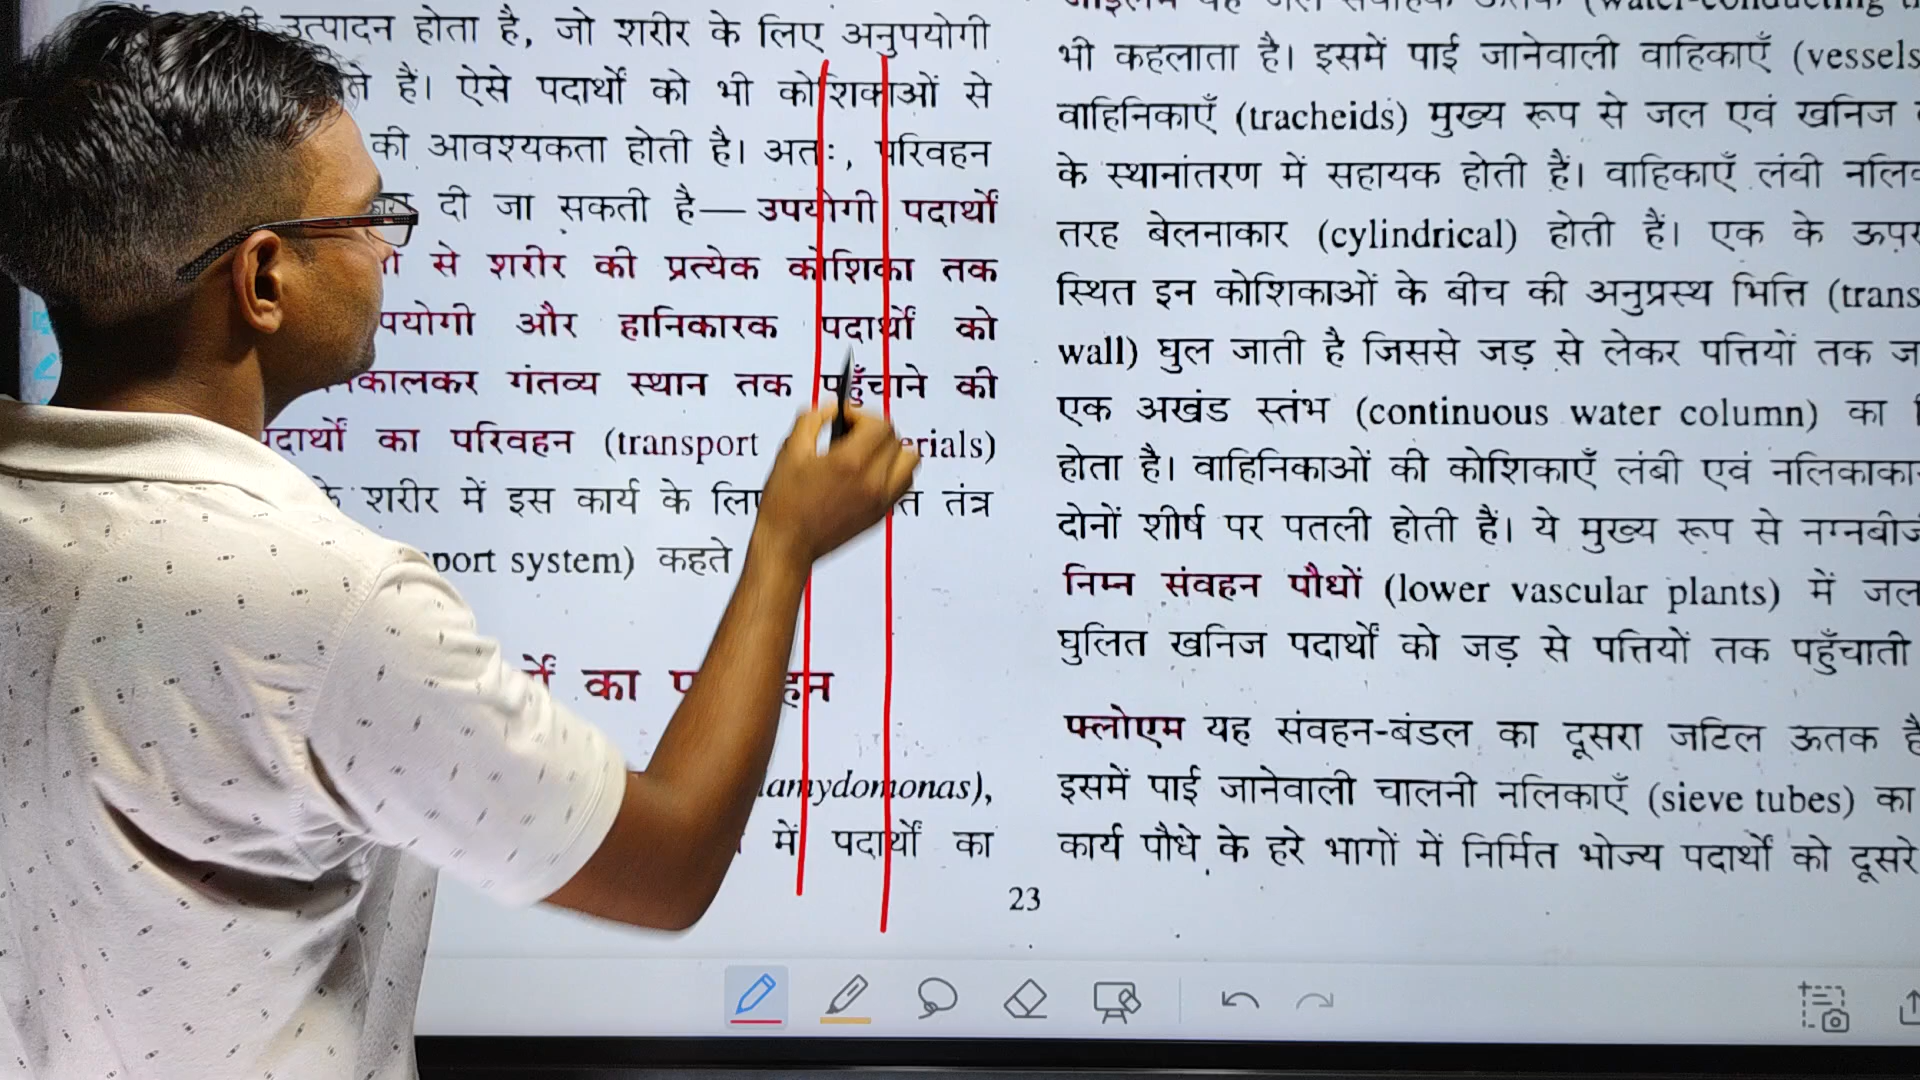 उत्पादन होता है, जो शरीर के लिए अनुपयोगी
हैं। ऐसे पदार्थों को भी कोशिकाओं से
की आवश्यकता होती है। अतः, परिवहन
दी जा सकती है— उपयोगी पदार्थों
से शरीर की प्रत्येक कोशिका तक
और हानिकारक पदार्थों को
गंतव्य स्थान तक पहुँचाने की
का परिवहन (transport
शरीर में इस कार्य के तंत्र
system) कहते
का
में पदार्थों का
भी कहलाता है। इसमें पाई जानेवाली वाहिकाएँ (vessels
वाहिनिकाएँ (tracheids) मुख्य रूप से जल एवं खनिज
के स्थानांतरण में सहायक होती हैं। वाहिकाएँ लंबी
तरह बेलनाकार (cylindrical) होती हैं। एक के ऊपर
स्थित इन कोशिकाओं के बीच की अनुप्रस्थ भित्ति (trans
wall) घुल जाती है जिससे जड़ से लेकर पत्तियों तक
एक अखंड स्तंभ (continuous water column) का
होता है। वाहिनिकाओं की कोशिकाएँ लंबी एवं
दोनों शीर्ष पर पतली होती हैं। ये मुख्य रूप से
निम्न संवहन पौधों (lower vascular plants) में जल
घुलित खनिज पदार्थों को जड़ से पत्तियों तक पहुँचाती
फ्लोएम यह संवहन-बंडल का दूसरा जटिल ऊतक है
इसमें पाई जानेवाली चालनी नलिकाएँ (sieve tubes) का
कार्य पौधे के हरे भागों में निर्मित भोज्य पदार्थों को दूसरे
23